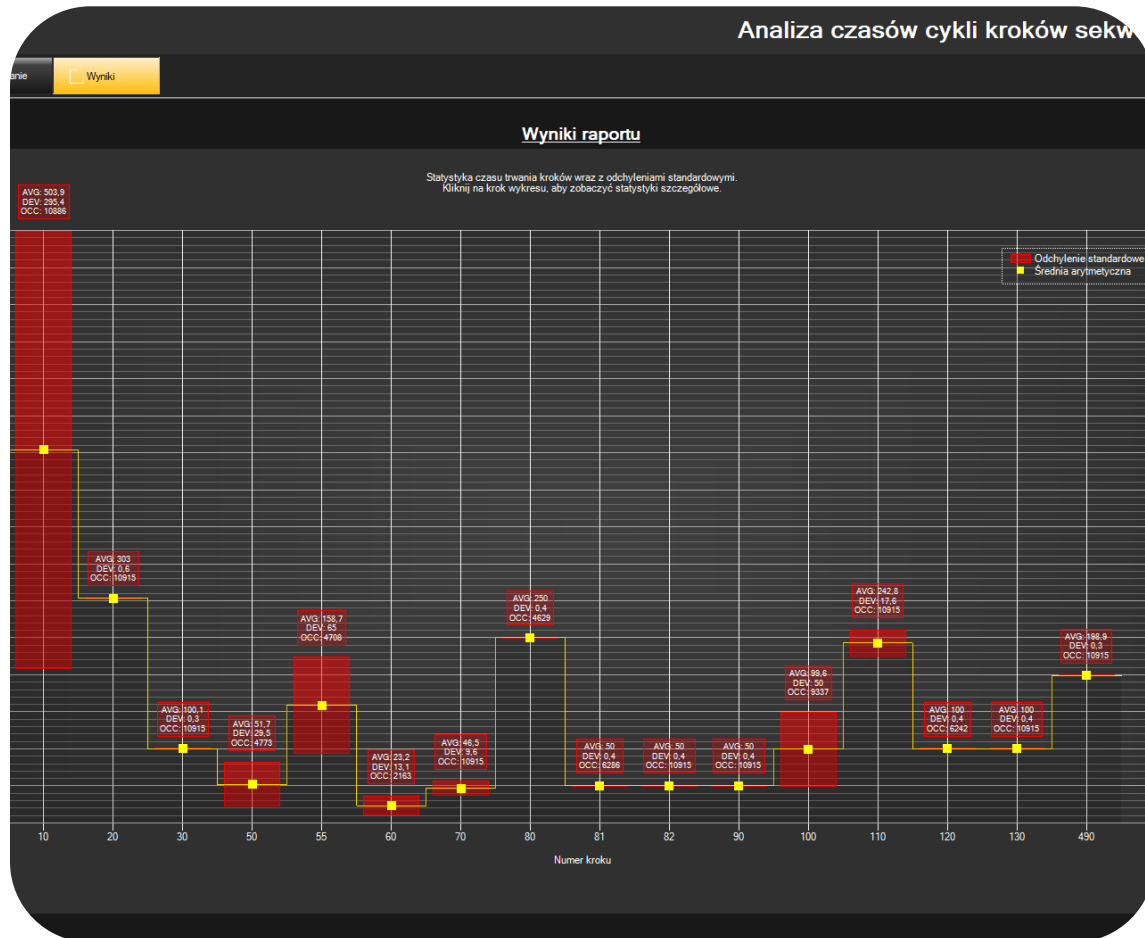 Analiza czasów cykli kroków sekw
anie
Wyniki
Wyniki raportu
Statystyka czasu trwania kroków wraz z odchyleniami standardowymi.
Kliknij na krok wykresu, aby zobaczyć statystyki szczegółowe.
AVG: 503,9
DEV: 295,4
OCC: 10886
Odchylenie standardowe
Średnia arytmetyczna
AVG: 303
DEV: 0,6
OCC: 10915
AVG: 100,1
DEV: 0,3
OCC: 10915
AVG: 51,7
DEV: 29,5
OCC: 4773
AVG: 158,7
DEV: 65
OCC: 4708
AVG: 23,2
DEV: 13,1
OCC: 2163
AVG: 46,5
DEV: 9,6
OCC: 10915
AVG: 250
DEV: 0,4
OCC: 4629
AVG: 50
DEV: 0,4
OCC: 6286
AVG: 50
DEV: 0,4
OCC: 10915
AVG: 50
DEV: 0,4
OCC: 10915
AVG: 99,6
DEV: 50
OCC: 9337
AVG: 242,8
DEV: 17,6
OCC: 10915
AVG: 100
DEV: 0,4
OCC: 6242
AVG: 100
DEV: 0,4
OCC: 10915
AVG: 198,9
DEV: 0,3
OCC: 10915
10 20 30 50 55 60 70 80 81 82 90 100 110 120 130 490
Numer kroku